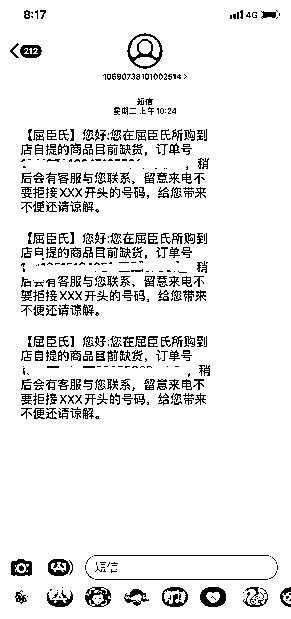 8:17
4G
212
10690738101002514 >
短信
星期二 上午10:24
【屈臣氏】您好:您在屈臣氏所购到
店自提的商品目前缺货，订单号
，稍
后会有客服与您联系，留意来电不
要拒接XXX开头的号码，给您带来
不便还请谅解。
【屈臣氏】您好:您在屈臣氏所购到
店自提的商品目前缺货，订单号
稍
后会有客服与您联系，留意来电不
要拒接XXX开头的号码，给您带来
不便还请谅解。
【屈臣氏】您好:您在屈臣氏所购到
店自提的商品目前缺货，订单号
，稍
后会有客服与您联系，留意来电不
要拒接XXX开头的号码，给您带来
不便还请谅解。
短信